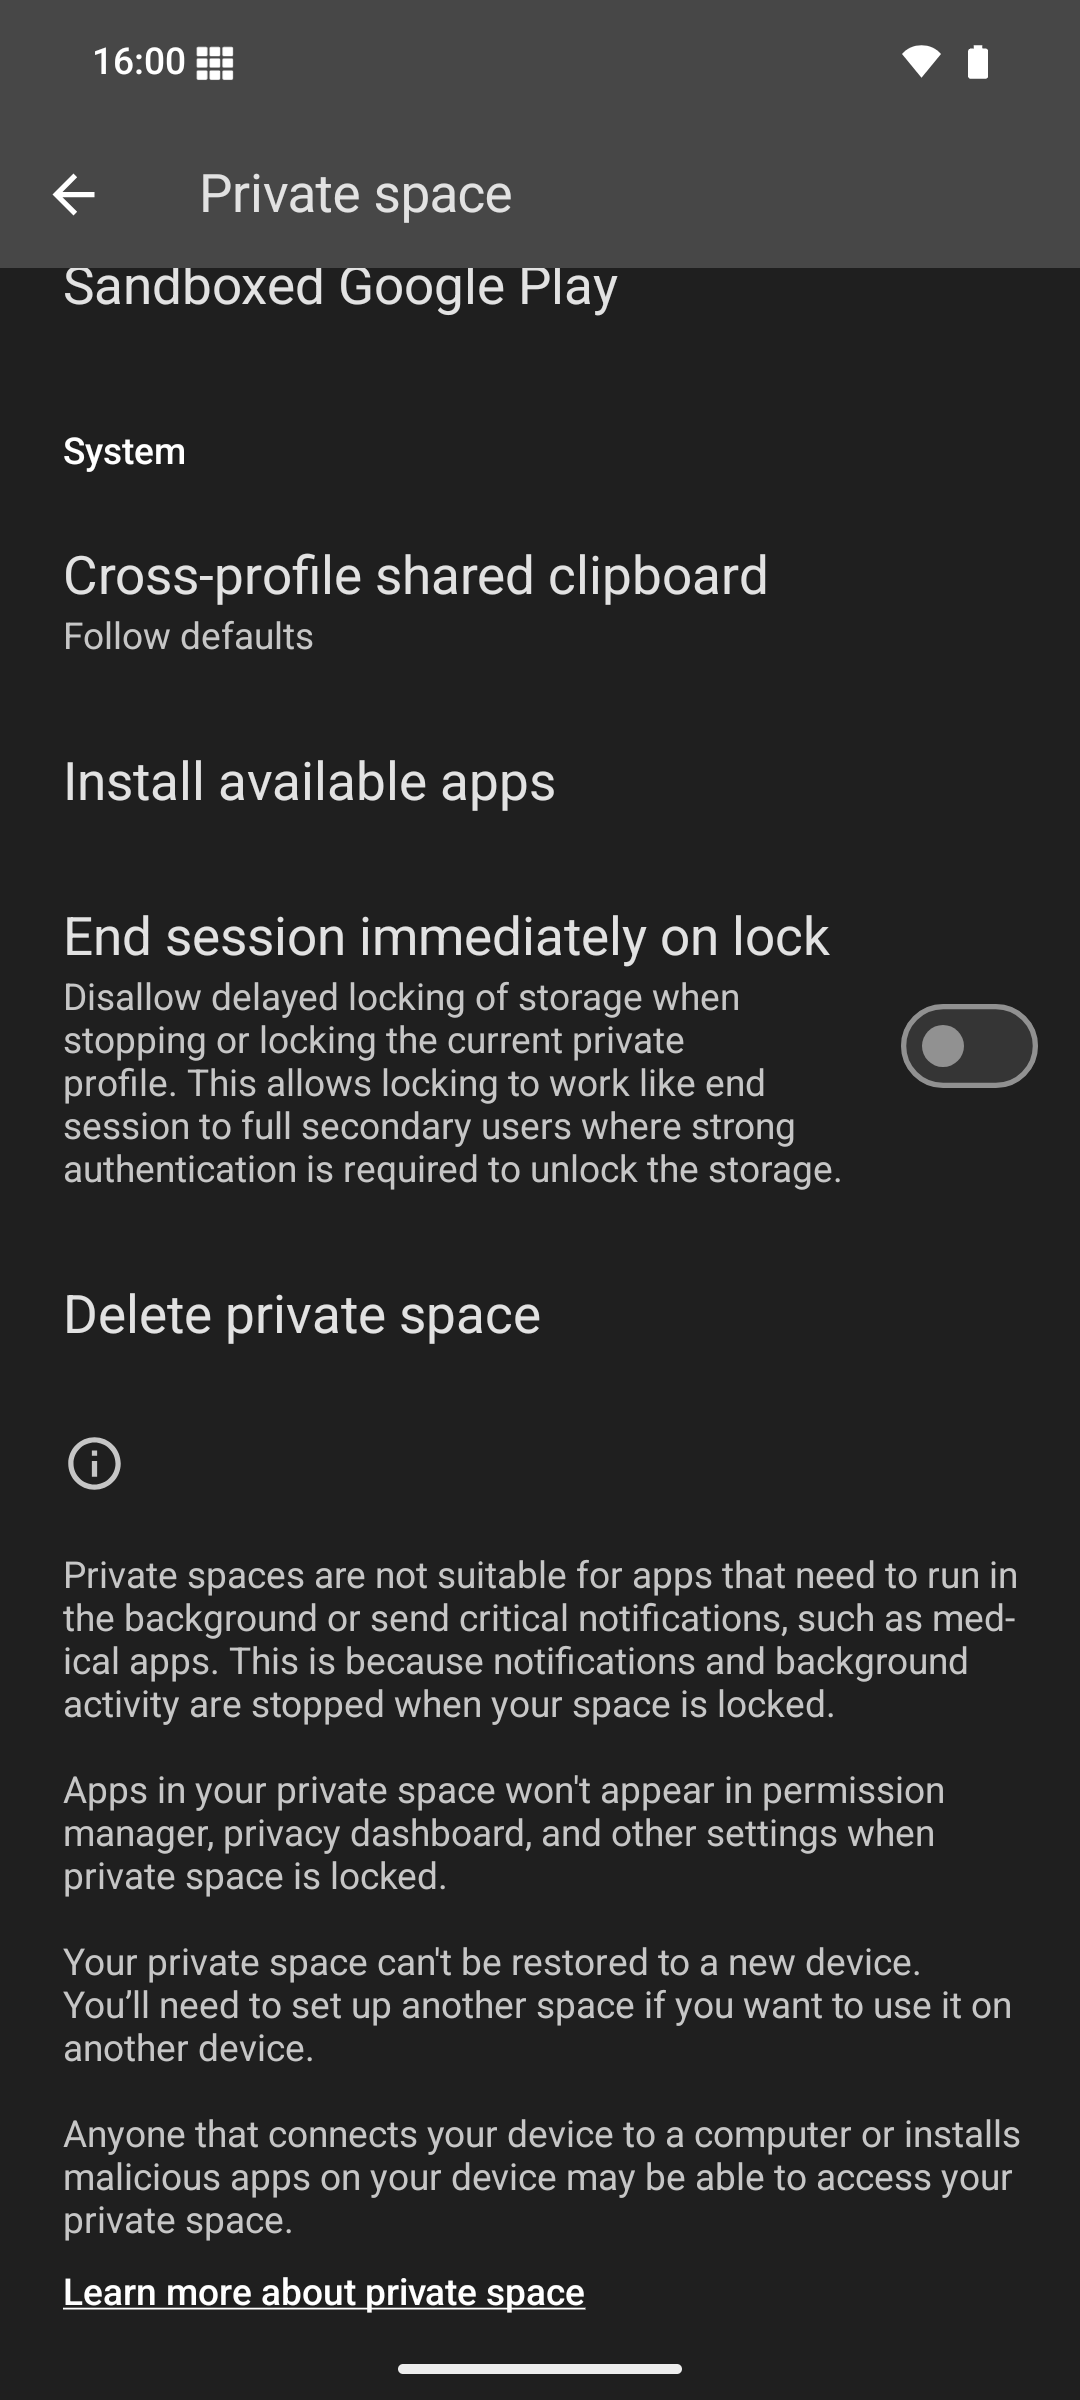 16:00
Private space
Sandboxed Google Play
System
Cross-profile shared clipboard
Follow defaults
Install available apps
End session immediately on lock
Disallow delayed locking of storage when
stopping or locking the current private
profile. This allows locking to work like end
session to full secondary users where strong
authentication is required to unlock the storage.
Delete private space
Private spaces are not suitable for apps that need to run in
the background or send critical notifications, such as med-
ical apps. This is because notifications and background
activity are stopped when your space is locked.
Apps in your private space won't appear in permission
manager, privacy dashboard, and other settings when
private space is locked.
Your private space can't be restored to a new device.
You’ll need to set up another space if you want to use it on
another device.
Anyone that connects your device to a computer or installs
malicious apps on your device may be able to access your
private space.
Learn more about private space